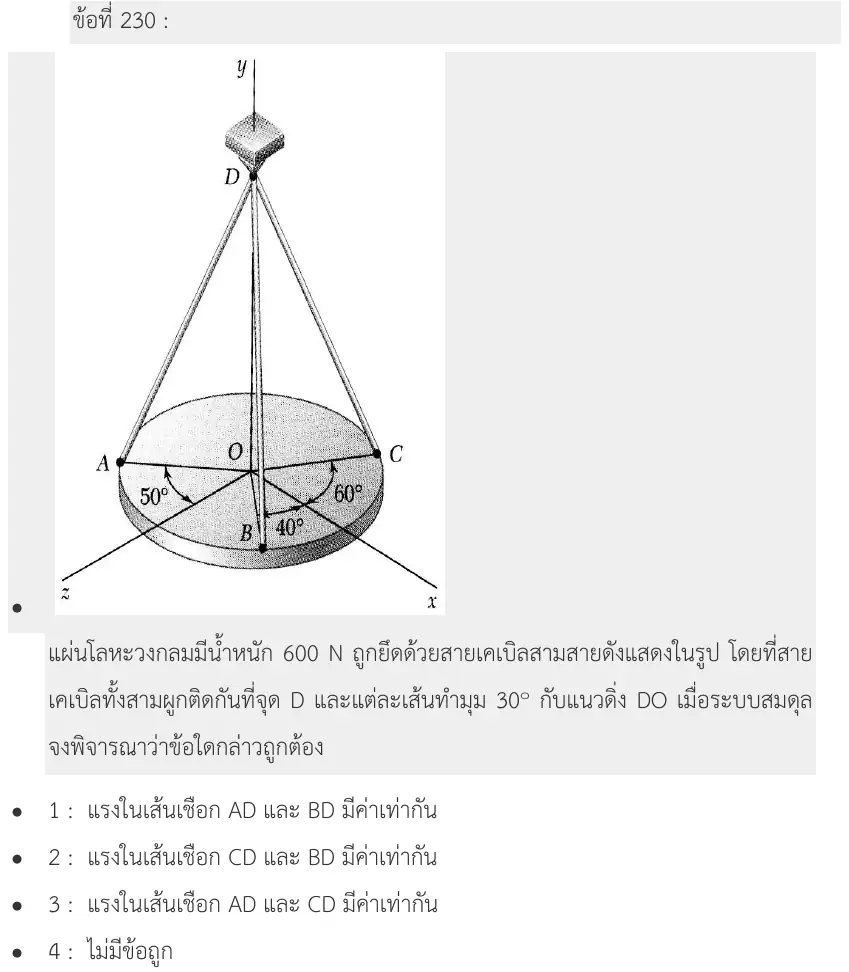 ข้อที่ 230 :
y
D
A
O
C
50°
60°
B
40°
z
x
แผ่นโลหะวงกลมมีน้ำหนัก 600 N ถูกยึดด้วยสายเคเบิลสามสายดังแสดงในรูป โดยที่สาย
เคเบิลทั้งสามผูกติดกันที่จุด D และแต่ละเส้นทำมุม 30° กับแนวดิ่ง DO เมื่อระบบสมดุล
จงพิจารณาว่าข้อใดกล่าวถูกต้อง
1 : แรงในเส้นเชือก AD และ BD มีค่าเท่ากัน
2 : แรงในเส้นเชือก CD และ BD มีค่าเท่ากัน
3 : แรงในเส้นเชือก AD และ CD มีค่าเท่ากัน
4 : ไม่มีข้อถูก